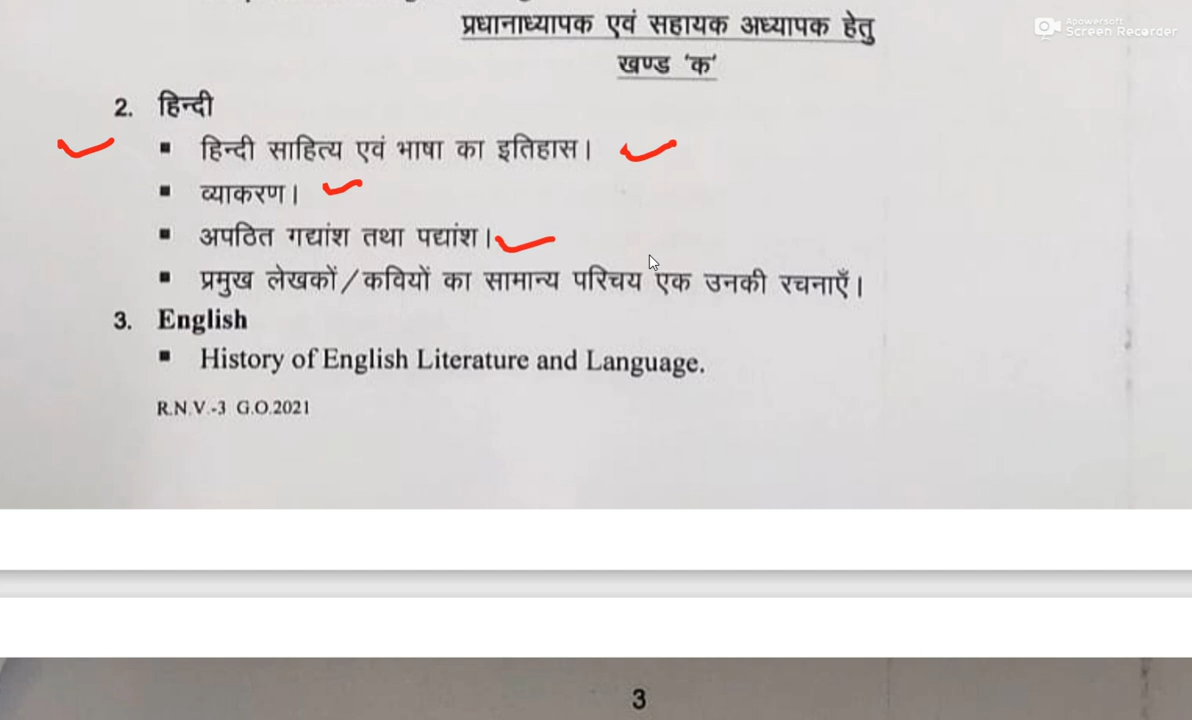 प्रधानाध्यापक एवं सहायक अध्यापक हेतु
Apowersoft
Screen Recorder
खण्ड 'क'
2. हिन्दी
▪ हिन्दी साहित्य एवं भाषा का इतिहास।
▪ व्याकरण।
▪ अपठित गद्यांश तथा पद्यांश।
▪ प्रमुख लेखकों/कवियों का सामान्य परिचय एक उनकी रचनाएँ।
3. English
▪ History of English Literature and Language.
R.N.V.-3 G.O.2021
3